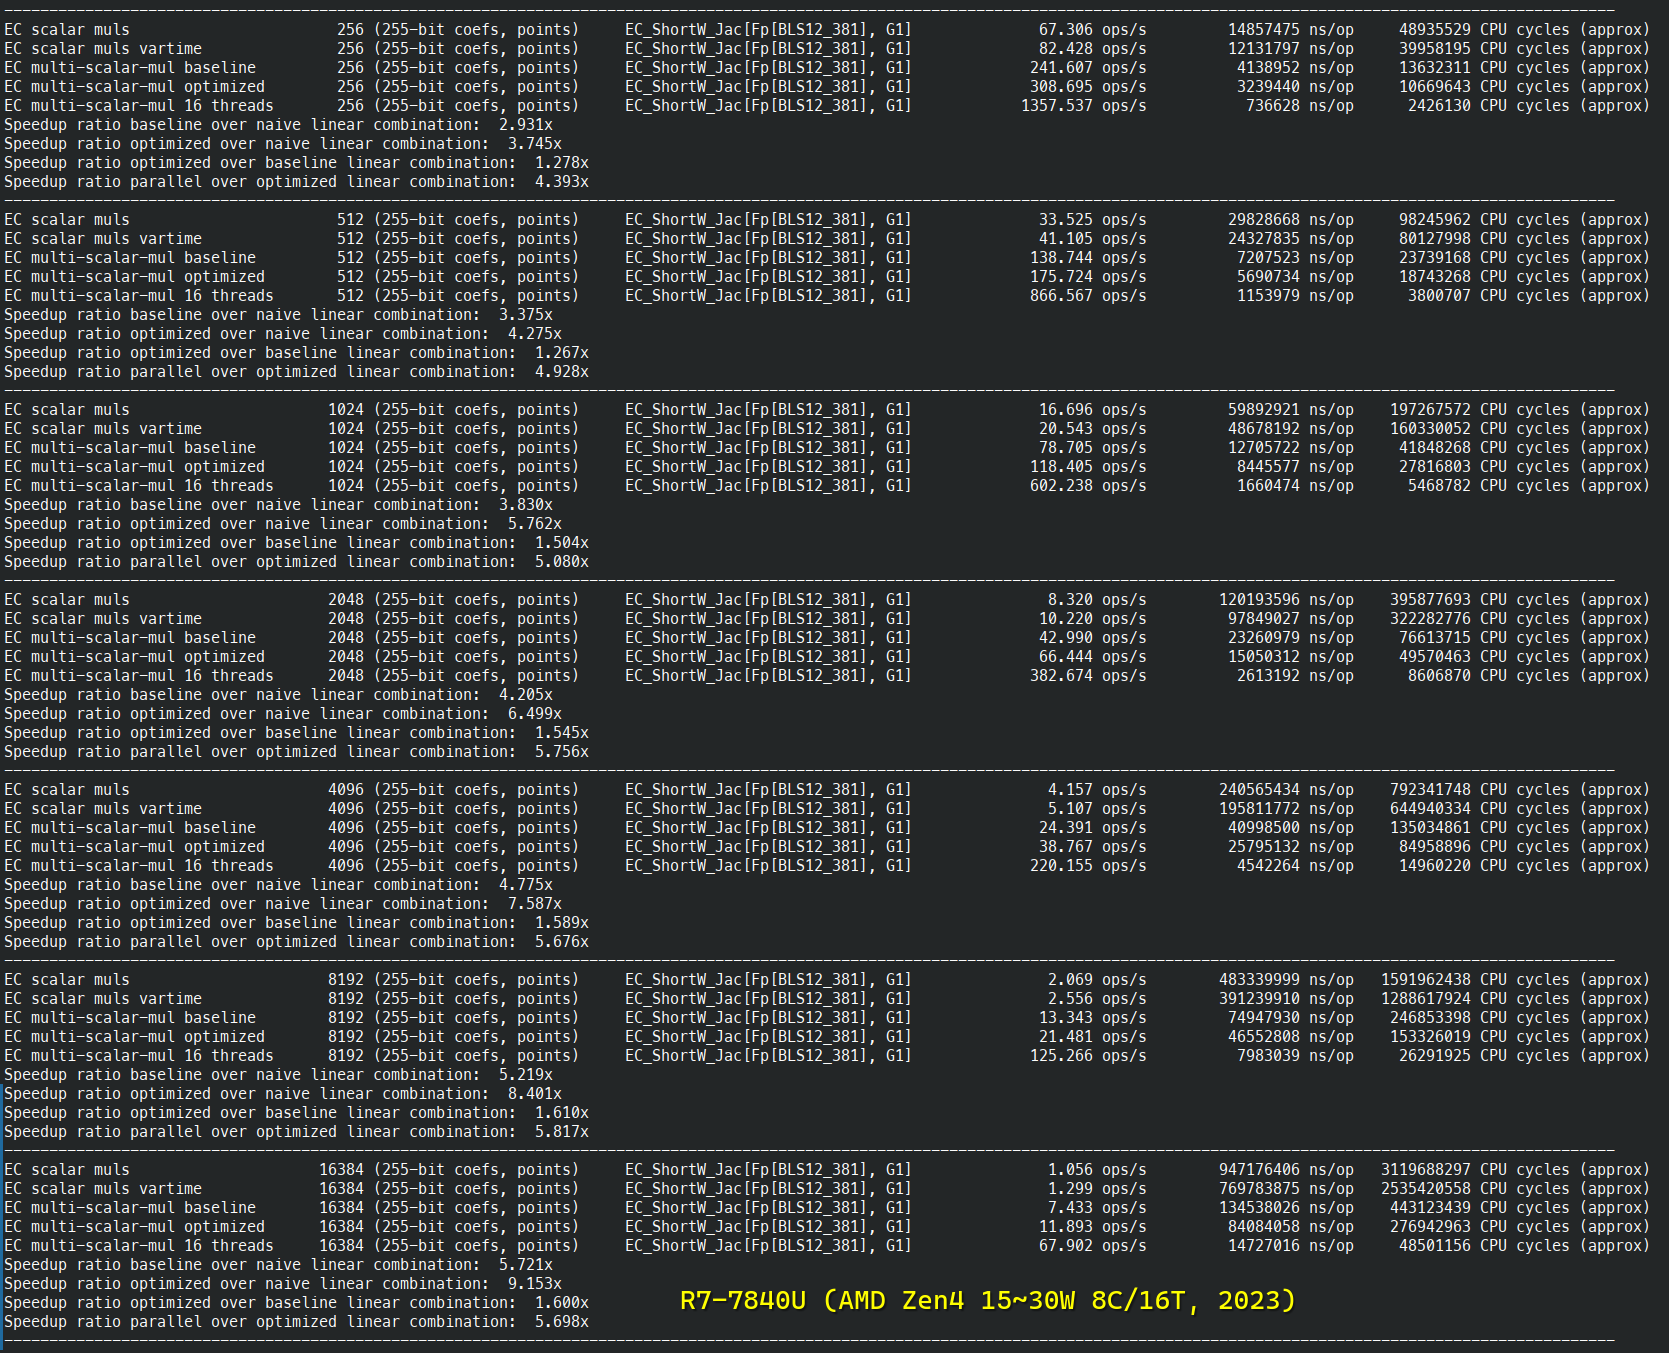 --------------------------------------------------------------------------------
EC scalar muls 256 (255-bit coefs, points) EC_ShortW_Jac[Fp[BLS12_381], G1] 67.306 ops/s 14857475 ns/op 48935529 CPU cycles (approx)
EC scalar muls vartime 256 (255-bit coefs, points) EC_ShortW_Jac[Fp[BLS12_381], G1] 82.428 ops/s 12131797 ns/op 39958195 CPU cycles (approx)
EC multi-scalar-mul baseline 256 (255-bit coefs, points) EC_ShortW_Jac[Fp[BLS12_381], G1] 241.607 ops/s 4138952 ns/op 13632311 CPU cycles (approx)
EC multi-scalar-mul optimized 256 (255-bit coefs, points) EC_ShortW_Jac[Fp[BLS12_381], G1] 308.695 ops/s 3239440 ns/op 10669643 CPU cycles (approx)
EC multi-scalar-mul 16 threads 256 (255-bit coefs, points) EC_ShortW_Jac[Fp[BLS12_381], G1] 1357.537 ops/s 736628 ns/op 2426130 CPU cycles (approx)
Speedup ratio baseline over naive linear combination: 2.931x
Speedup ratio optimized over naive linear combination: 3.745x
Speedup ratio optimized over baseline linear combination: 1.278x
Speedup ratio parallel over optimized linear combination: 4.393x
--------------------------------------------------------------------------------
EC scalar muls 512 (255-bit coefs, points) EC_ShortW_Jac[Fp[BLS12_381], G1] 33.525 ops/s 29828668 ns/op 98245962 CPU cycles (approx)
EC scalar muls vartime 512 (255-bit coefs, points) EC_ShortW_Jac[Fp[BLS12_381], G1] 41.105 ops/s 24327835 ns/op 80127998 CPU cycles (approx)
EC multi-scalar-mul baseline 512 (255-bit coefs, points) EC_ShortW_Jac[Fp[BLS12_381], G1] 138.744 ops/s 7207523 ns/op 23739168 CPU cycles (approx)
EC multi-scalar-mul optimized 512 (255-bit coefs, points) EC_ShortW_Jac[Fp[BLS12_381], G1] 175.724 ops/s 5690734 ns/op 18743268 CPU cycles (approx)
EC multi-scalar-mul 16 threads 512 (255-bit coefs, points) EC_ShortW_Jac[Fp[BLS12_381], G1] 866.567 ops/s 1153979 ns/op 3800707 CPU cycles (approx)
Speedup ratio baseline over naive linear combination: 3.375x
Speedup ratio optimized over naive linear combination: 4.275x
Speedup ratio optimized over baseline linear combination: 1.267x
Speedup ratio parallel over optimized linear combination: 4.928x
--------------------------------------------------------------------------------
EC scalar muls 1024 (255-bit coefs, points) EC_ShortW_Jac[Fp[BLS12_381], G1] 16.696 ops/s 59892921 ns/op 197267572 CPU cycles (approx)
EC scalar muls vartime 1024 (255-bit coefs, points) EC_ShortW_Jac[Fp[BLS12_381], G1] 20.543 ops/s 48678192 ns/op 160330052 CPU cycles (approx)
EC multi-scalar-mul baseline 1024 (255-bit coefs, points) EC_ShortW_Jac[Fp[BLS12_381], G1] 78.705 ops/s 12705722 ns/op 41848268 CPU cycles (approx)
EC multi-scalar-mul optimized 1024 (255-bit coefs, points) EC_ShortW_Jac[Fp[BLS12_381], G1] 118.405 ops/s 8445577 ns/op 27816803 CPU cycles (approx)
EC multi-scalar-mul 16 threads 1024 (255-bit coefs, points) EC_ShortW_Jac[Fp[BLS12_381], G1] 602.238 ops/s 1660474 ns/op 5468782 CPU cycles (approx)
Speedup ratio baseline over naive linear combination: 3.830x
Speedup ratio optimized over naive linear combination: 5.762x
Speedup ratio optimized over baseline linear combination: 1.504x
Speedup ratio parallel over optimized linear combination: 5.080x
--------------------------------------------------------------------------------
EC scalar muls 2048 (255-bit coefs, points) EC_ShortW_Jac[Fp[BLS12_381], G1] 8.320 ops/s 120193596 ns/op 395877693 CPU cycles (approx)
EC scalar muls vartime 2048 (255-bit coefs, points) EC_ShortW_Jac[Fp[BLS12_381], G1] 10.220 ops/s 97849027 ns/op 322282776 CPU cycles (approx)
EC multi-scalar-mul baseline 2048 (255-bit coefs, points) EC_ShortW_Jac[Fp[BLS12_381], G1] 42.990 ops/s 23260979 ns/op 76613715 CPU cycles (approx)
EC multi-scalar-mul optimized 2048 (255-bit coefs, points) EC_ShortW_Jac[Fp[BLS12_381], G1] 66.444 ops/s 15050312 ns/op 49570463 CPU cycles (approx)
EC multi-scalar-mul 16 threads 2048 (255-bit coefs, points) EC_ShortW_Jac[Fp[BLS12_381], G1] 382.674 ops/s 2613192 ns/op 8606870 CPU cycles (approx)
Speedup ratio baseline over naive linear combination: 4.205x
Speedup ratio optimized over naive linear combination: 6.499x
Speedup ratio optimized over baseline linear combination: 1.545x
Speedup ratio parallel over optimized linear combination: 5.756x
--------------------------------------------------------------------------------
EC scalar muls 4096 (255-bit coefs, points) EC_ShortW_Jac[Fp[BLS12_381], G1] 4.157 ops/s 240565434 ns/op 792341748 CPU cycles (approx)
EC scalar muls vartime 4096 (255-bit coefs, points) EC_ShortW_Jac[Fp[BLS12_381], G1] 5.107 ops/s 195811772 ns/op 644940334 CPU cycles (approx)
EC multi-scalar-mul baseline 4096 (255-bit coefs, points) EC_ShortW_Jac[Fp[BLS12_381], G1] 24.391 ops/s 40998500 ns/op 135034861 CPU cycles (approx)
EC multi-scalar-mul optimized 4096 (255-bit coefs, points) EC_ShortW_Jac[Fp[BLS12_381], G1] 38.767 ops/s 25795132 ns/op 84958896 CPU cycles (approx)
EC multi-scalar-mul 16 threads 4096 (255-bit coefs, points) EC_ShortW_Jac[Fp[BLS12_381], G1] 220.155 ops/s 4542264 ns/op 14960220 CPU cycles (approx)
Speedup ratio baseline over naive linear combination: 4.775x
Speedup ratio optimized over naive linear combination: 7.587x
Speedup ratio optimized over baseline linear combination: 1.589x
Speedup ratio parallel over optimized linear combination: 5.676x
--------------------------------------------------------------------------------
EC scalar muls 8192 (255-bit coefs, points) EC_ShortW_Jac[Fp[BLS12_381], G1] 2.069 ops/s 483339999 ns/op 1591962438 CPU cycles (approx)
EC scalar muls vartime 8192 (255-bit coefs, points) EC_ShortW_Jac[Fp[BLS12_381], G1] 2.556 ops/s 391239910 ns/op 1288617924 CPU cycles (approx)
EC multi-scalar-mul baseline 8192 (255-bit coefs, points) EC_ShortW_Jac[Fp[BLS12_381], G1] 13.343 ops/s 74947930 ns/op 246853398 CPU cycles (approx)
EC multi-scalar-mul optimized 8192 (255-bit coefs, points) EC_ShortW_Jac[Fp[BLS12_381], G1] 21.481 ops/s 46552808 ns/op 153326019 CPU cycles (approx)
EC multi-scalar-mul 16 threads 8192 (255-bit coefs, points) EC_ShortW_Jac[Fp[BLS12_381], G1] 125.266 ops/s 7983039 ns/op 26291925 CPU cycles (approx)
Speedup ratio baseline over naive linear combination: 5.219x
Speedup ratio optimized over naive linear combination: 8.401x
Speedup ratio optimized over baseline linear combination: 1.610x
Speedup ratio parallel over optimized linear combination: 5.817x
--------------------------------------------------------------------------------
EC scalar muls 16384 (255-bit coefs, points) EC_ShortW_Jac[Fp[BLS12_381], G1] 1.056 ops/s 947176406 ns/op 3119688297 CPU cycles (approx)
EC scalar muls vartime 16384 (255-bit coefs, points) EC_ShortW_Jac[Fp[BLS12_381], G1] 1.299 ops/s 769783875 ns/op 2535420558 CPU cycles (approx)
EC multi-scalar-mul baseline 16384 (255-bit coefs, points) EC_ShortW_Jac[Fp[BLS12_381], G1] 7.433 ops/s 134538026 ns/op 443123439 CPU cycles (approx)
EC multi-scalar-mul optimized 16384 (255-bit coefs, points) EC_ShortW_Jac[Fp[BLS12_381], G1] 11.893 ops/s 84084058 ns/op 276942963 CPU cycles (approx)
EC multi-scalar-mul 16 threads 16384 (255-bit coefs, points) EC_ShortW_Jac[Fp[BLS12_381], G1] 67.902 ops/s 14727016 ns/op 48501156 CPU cycles (approx)
Speedup ratio baseline over naive linear combination: 5.721x
Speedup ratio optimized over naive linear combination: 9.153x
Speedup ratio optimized over baseline linear combination: 1.600x
R7-7840U (AMD Zen4 15~30W 8C/16T, 2023)
Speedup ratio parallel over optimized linear combination: 5.698x
--------------------------------------------------------------------------------